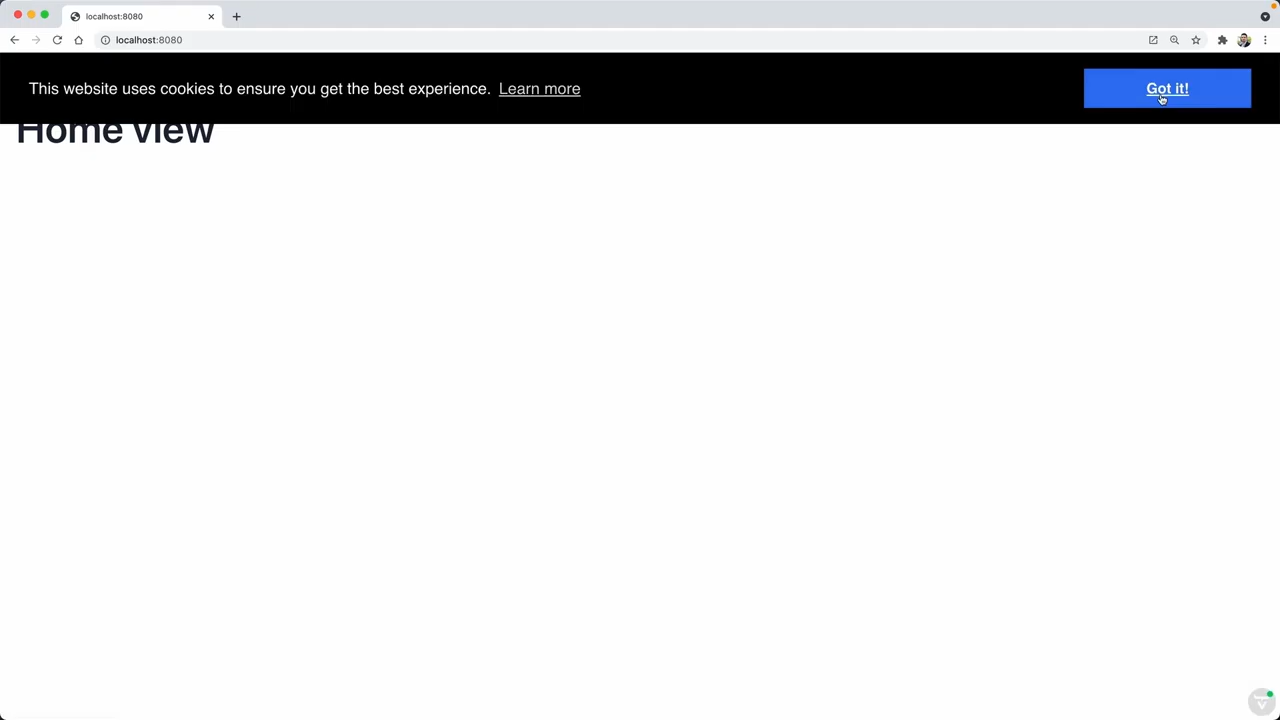 localhost:8080
localhost:8080
This website uses cookies to ensure you get the best experience. Learn more
Got it!
Home view